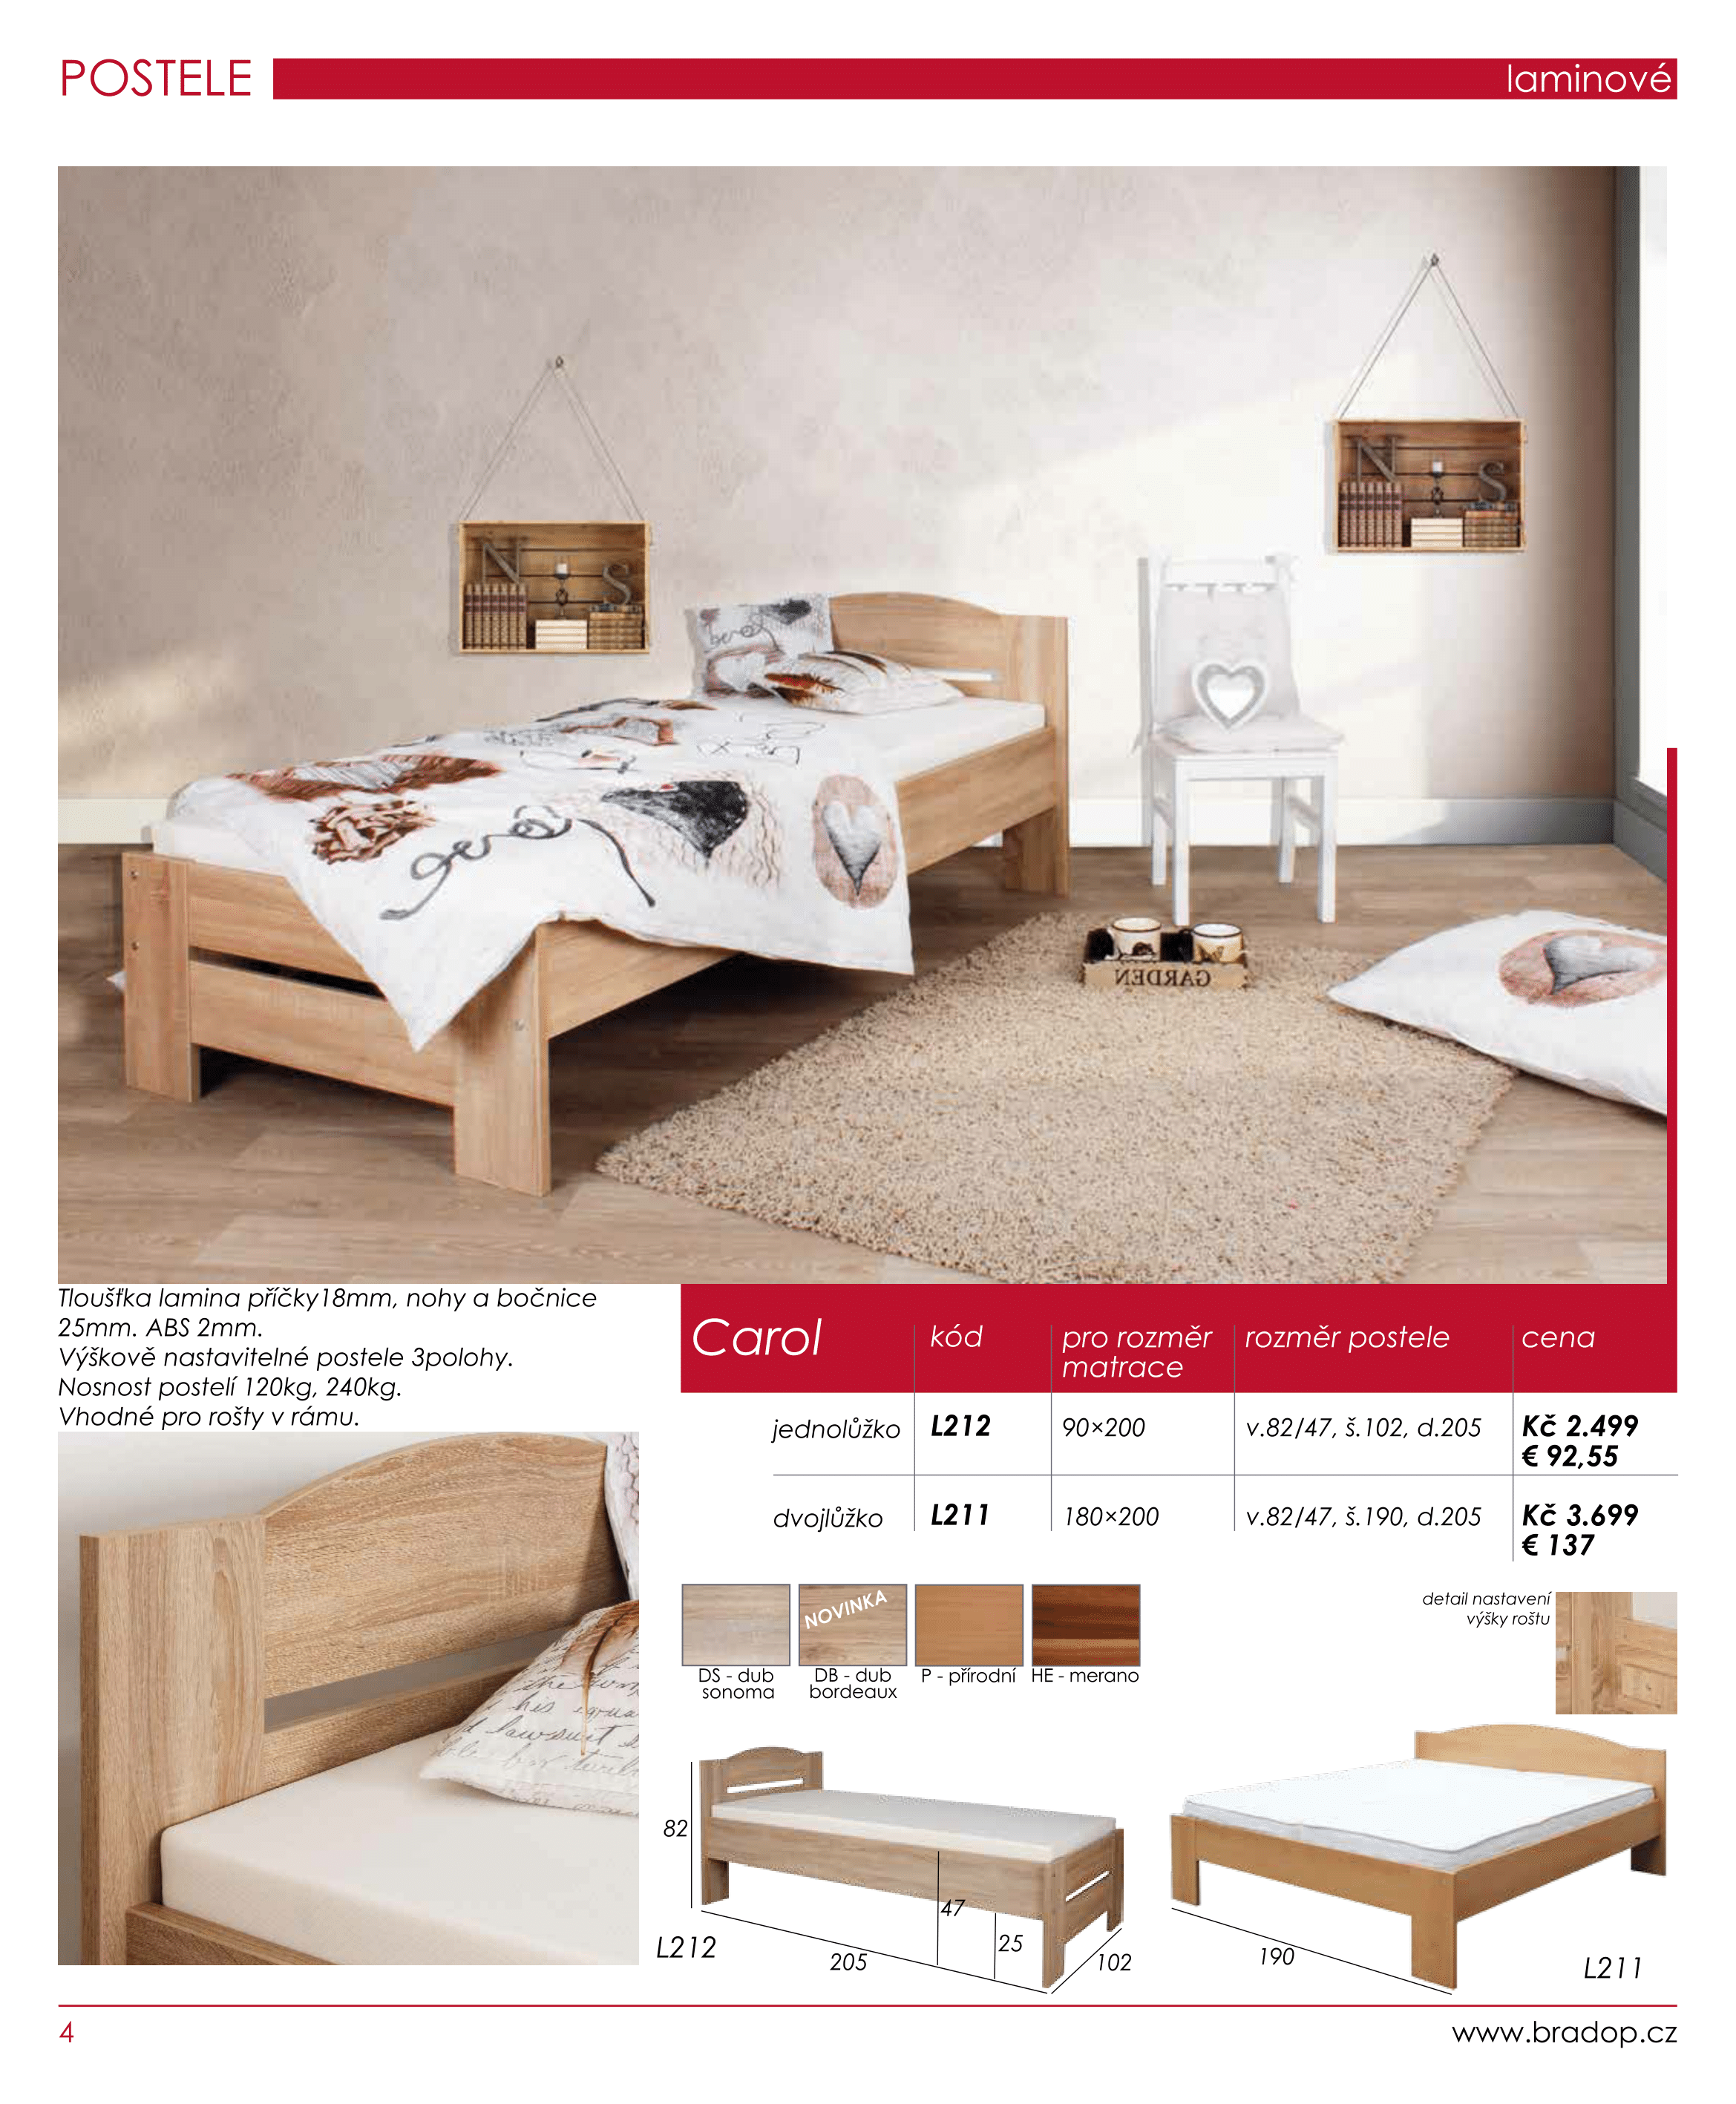 POSTELE
laminové
GARDEN
Tloušťka lamina příčky18mm, nohy a bočnice
25mm. ABS 2mm.
Výškově nastavitelné postele 3polohy.
Nosnost postelí 120kg, 240kg.
Vhodné pro rošty v rámu.
Carol
kód
pro rozměr
matrace
rozměr postele
cena
jednolůžko L212 90×200 v.82/47, š.102, d.205 Kč 2.499
€ 92,55
dvojlůžko L211 180×200 v.82/47, š.190, d.205 Kč 3.699
€ 137
NOVINKA
DS - dub
sonoma
DB - dub
bordeaux
P - přírodní
HE - merano
detail nastavení
výšky roštu
82
47
25
205
102
L212
190
L211
4
www.bradop.cz